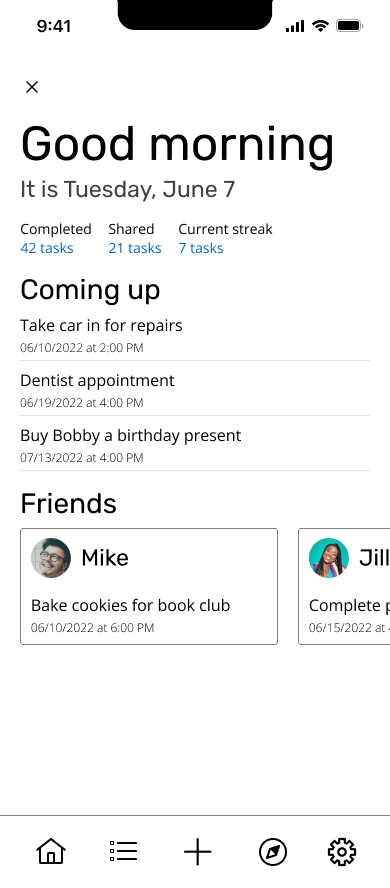 9:41
Good morning
It is Tuesday, June 7
Completed Shared Current streak
42 tasks 21 tasks 7 tasks
Coming up
Take car in for repairs
06/10/2022 at 2:00 PM
Dentist appointment
06/19/2022 at 4:00 PM
Buy Bobby a birthday present
07/13/2022 at 4:00 PM
Friends
Mike
Bake cookies for book club
06/10/2022 at 6:00 PM
Jill
Complete
06/15/2022 at